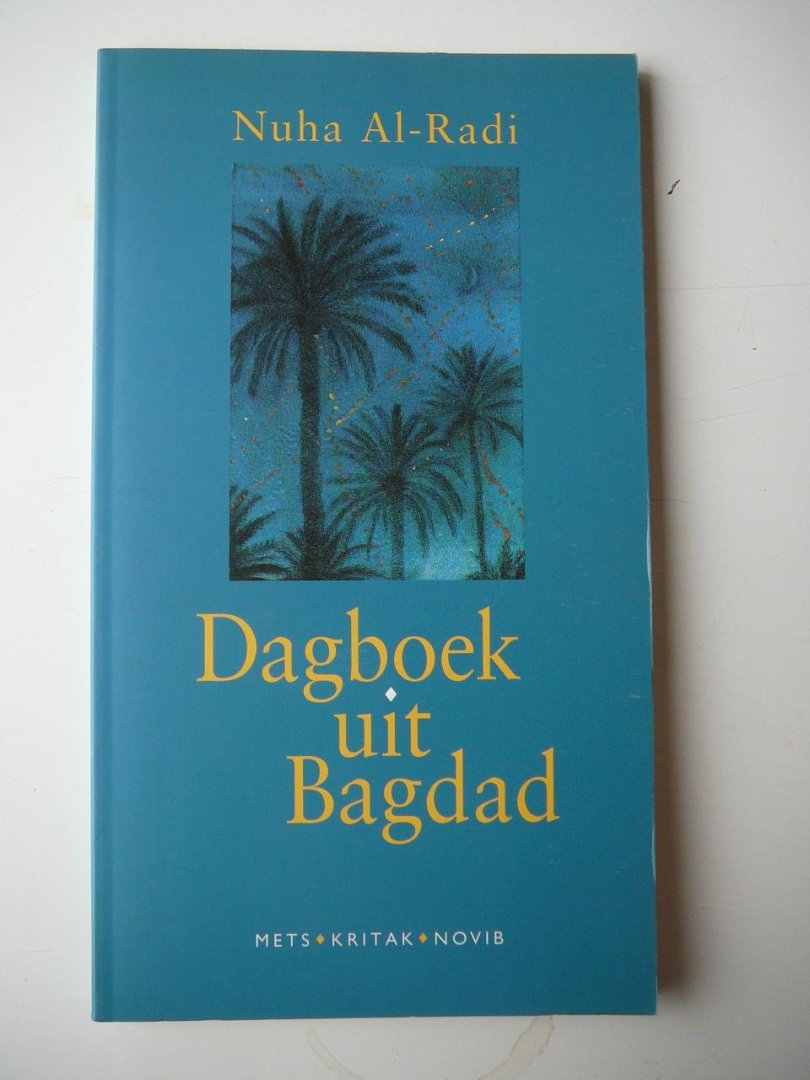 Nuha Al-Radi
Dagboek
uit
Bagdad
METS♦KRITAK♦NOVIB